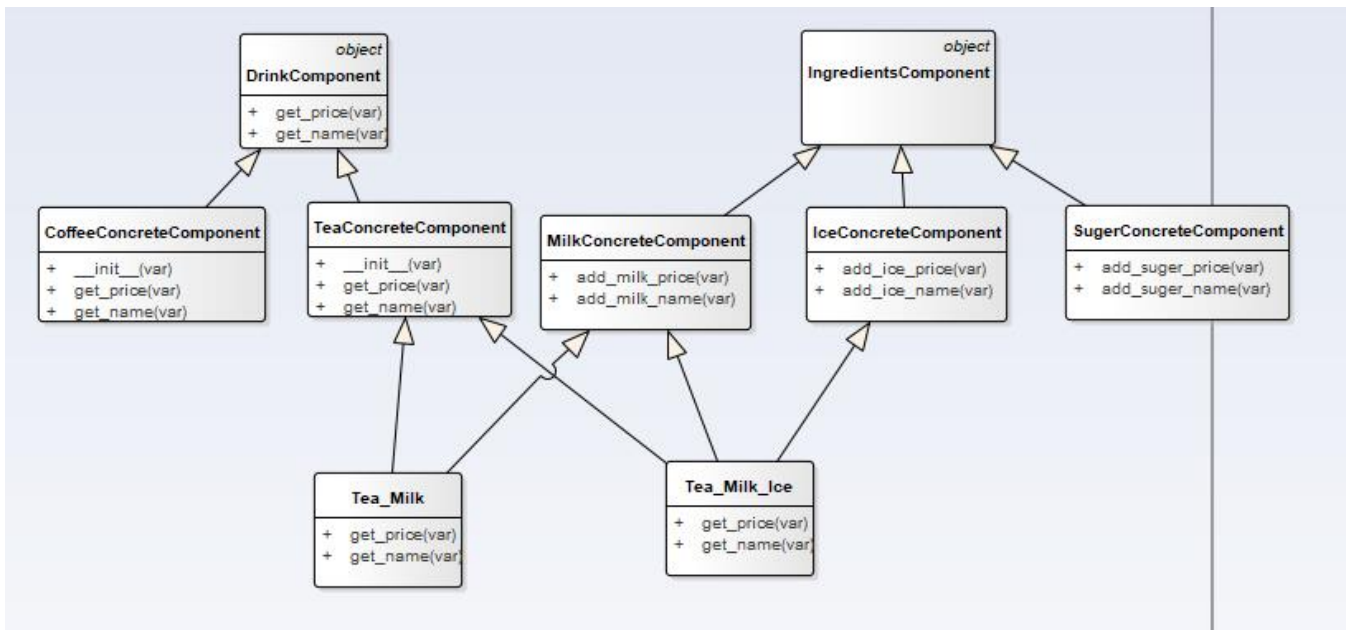 object
DrinkComponent
+ get_price(var)
+ get_name(var)
object
IngredientsComponent
CoffeeConcreteComponent
+ __init__(var)
+ get_price(var)
+ get_name(var)
TeaConcreteComponent
+ __init__(var)
+ get_price(var)
+ get_name(var)
MilkConcreteComponent
+ add_milk_price(var)
+ add_milk_name(var)
IceConcreteComponent
+ add_ice_price(var)
+ add_ice_name(var)
SugerConcreteComponent
+ add_suger_price(var)
+ add_suger_name(var)
Tea_Milk
+ get_price(var)
+ get_name(var)
Tea_Milk_Ice
+ get_price(var)
+ get_name(var)